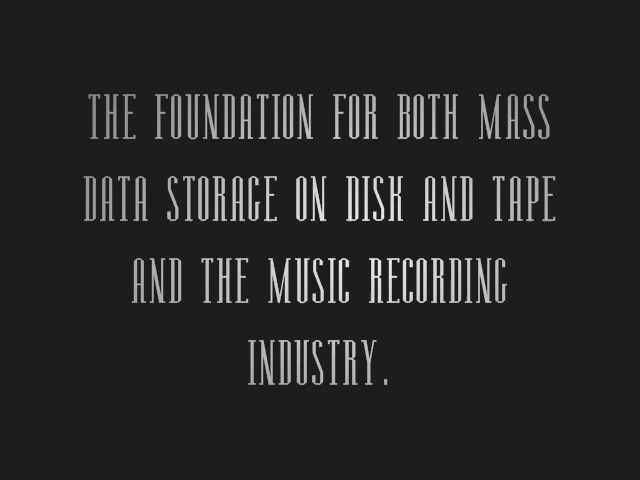 THE FOUNDATION FOR BOTH MASS
DATA STORAGE ON DISK AND TAPE
AND THE MUSIC RECORDING
INDUSTRY.